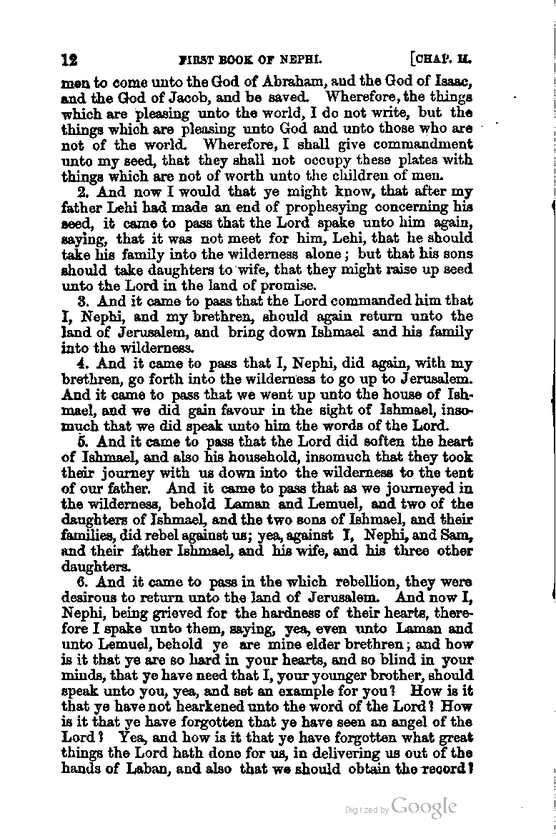 12 FIRST BOOK OF NEPHI. [CHAP. II.
men to come unto the God of Abraham, and the God of Isaac,
and the God of Jacob, and be saved. Wherefore, the things
which are pleasing unto the world, I do not write, but the
things which are pleasing unto God and unto those who are
not of the world. Wherefore, I shall give commandment
unto my seed, that they shall not occupy these plates with
things which are not of worth unto the children of men.
2. And now I would that ye might know, that after my
father Lehi had made an end of prophesying concerning his
seed, it came to pass that the Lord spake unto him again,
saying, that it was not meet for him, Lehi, that he should
take his family into the wilderness alone; but that his sons
should take daughters to wife, that they might raise up seed
unto the Lord in the land of promise.
3. And it came to pass that the Lord commanded him that
I, Nephi, and my brethren, should again return unto the
land of Jerusalem, and bring down Ishmael and his family
into the wilderness.
4. And it came to pass that I, Nephi, did again, with my
brethren, go forth into the wilderness to go up to Jerusalem.
And it came to pass that we went up unto the house of Ish-
mael, and we did gain favour in the sight of Ishmael, inso-
much that we did speak unto him the words of the Lord.
5. And it came to pass that the Lord did soften the heart
of Ishmael, and also his household, insomuch that they took
their journey with us down into the wilderness to the tent
of our father. And it came to pass that as we journeyed in
the wilderness, behold Laman and Lemuel, and two of the
daughters of Ishmael, and the two sons of Ishmael, and their
families, did rebel against us; yea, against I, Nephi, and Sam,
and their father Ishmael, and his wife, and his three other
daughters.
6. And it came to pass in the which rebellion, they were
desirous to return unto the land of Jerusalem. And now I,
Nephi, being grieved for the hardness of their hearts, there-
fore I spake unto them, saying, yea, even unto Laman and
unto Lemuel, behold ye are mine elder brethren; and how
is it that ye are so hard in your hearts, and so blind in your
minds, that ye have need that I, your younger brother, should
speak unto you, yea, and set an example for you? How is it
that ye have not hearkened unto the word of the Lord? How
is it that ye have forgotten that ye have seen an angel of the
Lord? Yea, and how is it that ye have forgotten what great
things the Lord hath done for us, in delivering us out of the
hands of Laban, and also that we should obtain the record?
Digitized by Google